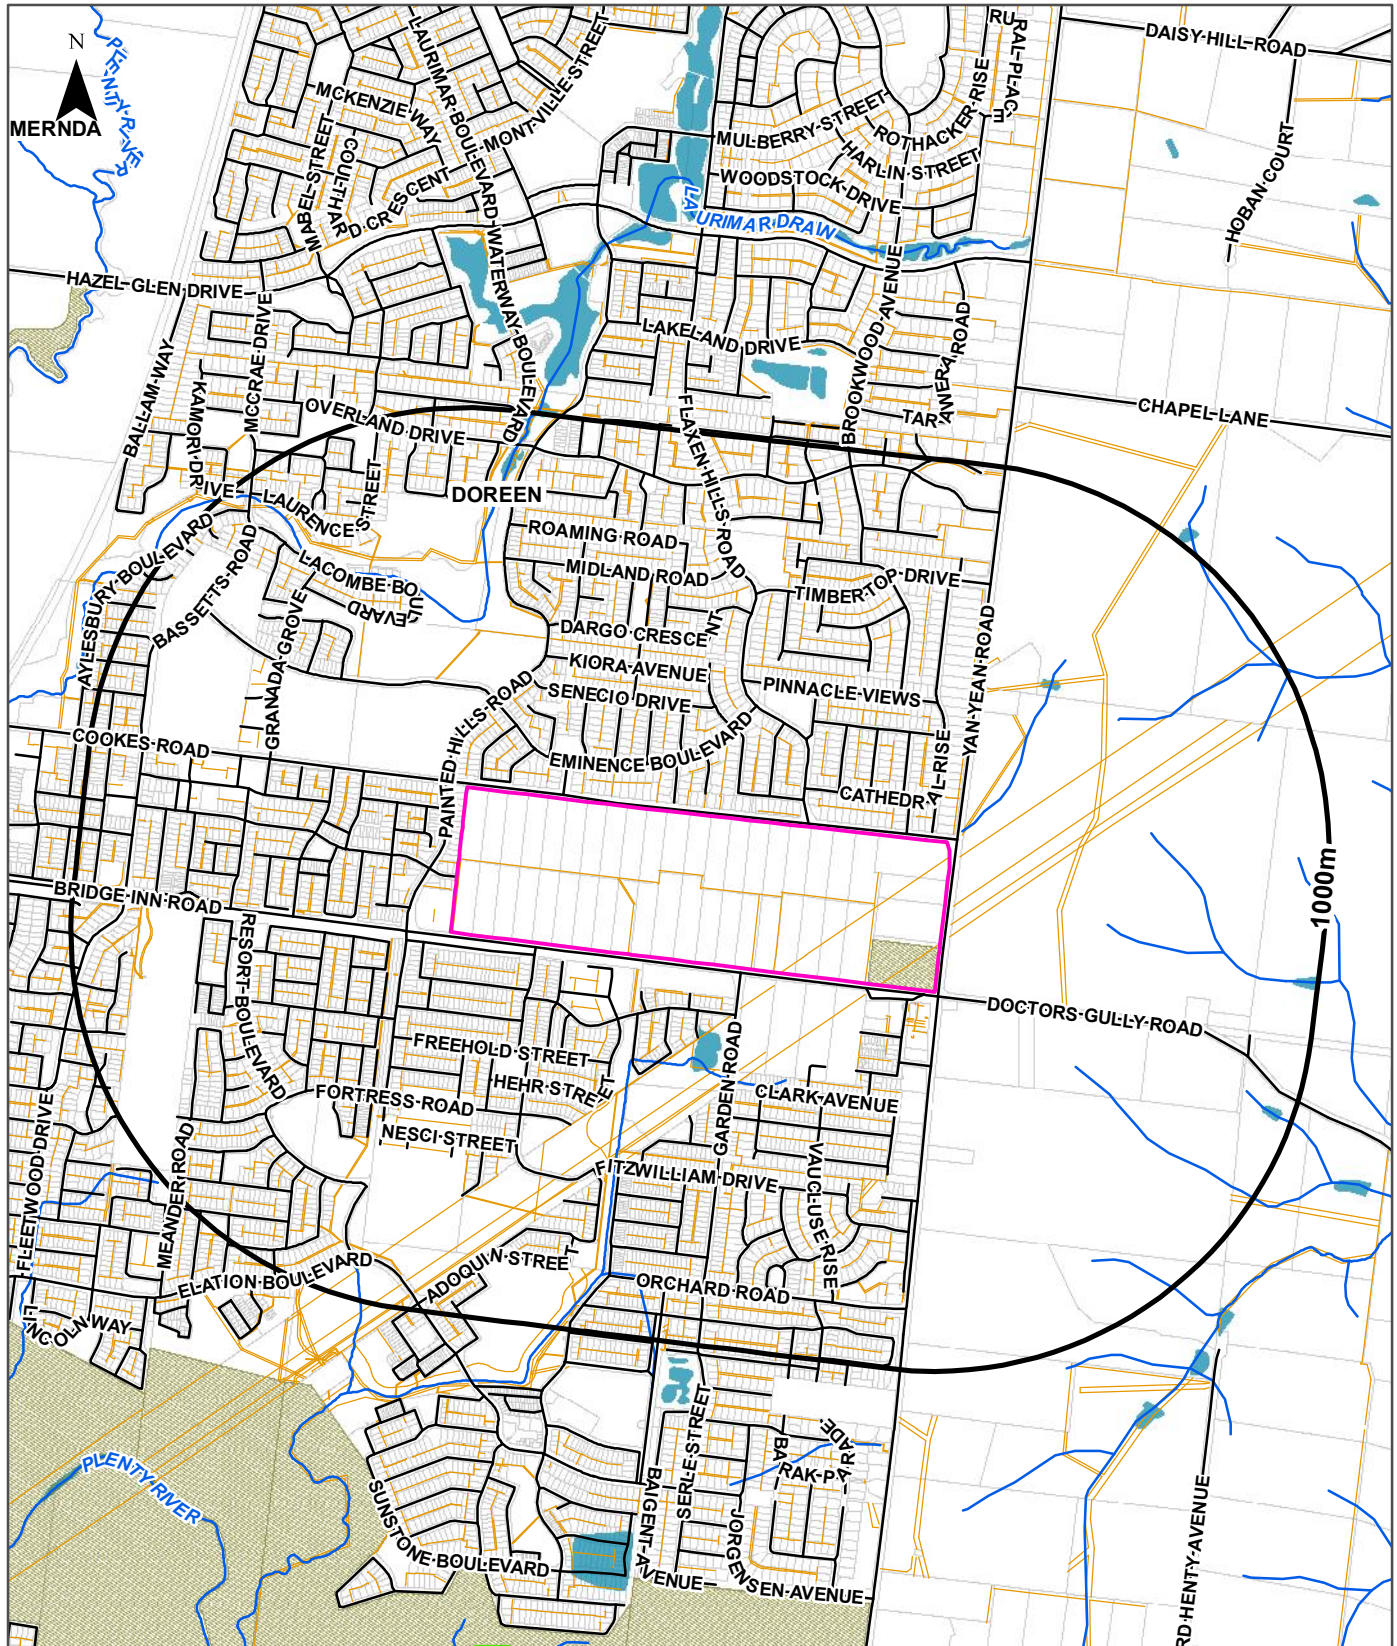 N
MERNDA
PLENTY RIVER
LAURIMAR BOULEVARD
MCKENZIE WAY
MONTVILLE STREET
MABEL STREET
COULTHARD CRESCENT
RURAL PLACE
ROTHACKER RISE
MULBERRY STREET
HARLIN STREET
WOODSTOCK DRIVE
LAURIMAR DRAIN
DAISY HILL ROAD
HOBAN COURT
HAZEL GLEN DRIVE
WATERWAY BOULEVARD
BALLAM WAY
KAMORI DRIVE
MCCRAE DRIVE
LAKELAND DRIVE
BROOKWOOD AVENUE
TARAWERA ROAD
CHAPEL LANE
OVERLAND DRIVE
FLAXEN HILLS ROAD
DOREEN
LAURENCE STREET
AYLESBURY BOULEVARD
BASSETTS ROAD
LACOMBE BOULEVARD
GRANADA GROVE
ROAMING ROAD
MIDLAND ROAD
TIMBERTOP DRIVE
DARGO CRESCENT
KIORA AVENUE
SENECIO DRIVE
PINNACLE VIEWS
YAN YEAN ROAD
PAINTED HILLS ROAD
EMINENCE BOULEVARD
CATHEDRAL RISE
COOKES ROAD
BRIDGE INN ROAD
1000m
RESORT BOULEVARD
DOCTORS GULLY ROAD
FREEHOLD STREET
HEHR STREET
GARDEN ROAD
FORTRESS ROAD
CLARK AVENUE
NESCI STREET
FLEETWOOD DRIVE
MEANDER ROAD
FITZWILLIAM DRIVE
VAUCLUSE RISE
ADOQUIN STREET
ELATION BOULEVARD
ORCHARD ROAD
LINCOLN WAY
PLENTY RIVER
SERLE STREET
BARAK PARADE
SUNSTONE BOULEVARD
BAIGENT AVENUE
JORGENSEN AVENUE
RD HENTY AVENUE